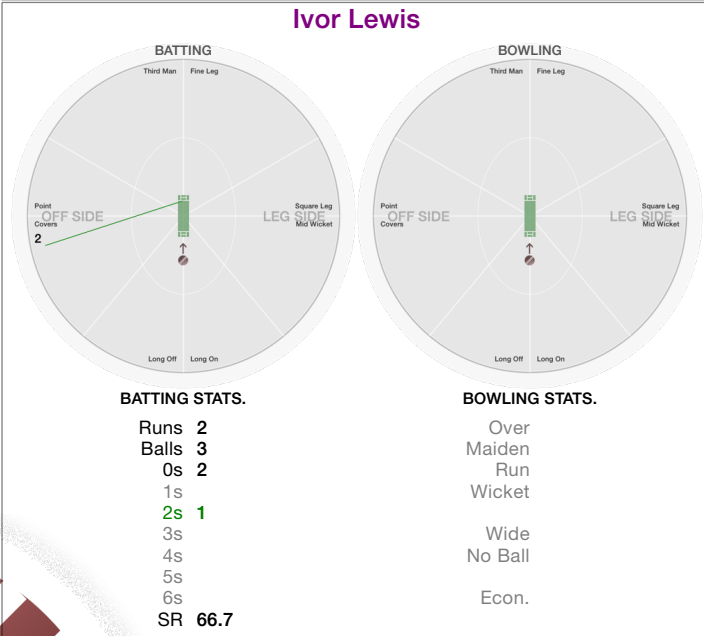 Ivor Lewis
BATTING
Third Man Fine Leg
Point
OFF SIDE
Covers
2
Square Leg
LEG SIDE
Mid Wicket
Long Off Long On
BOWLING
Third Man Fine Leg
Point
OFF SIDE
Covers
Square Leg
LEG SIDE
Mid Wicket
Long Off Long On
BATTING STATS.
Runs 2
Balls 3
0s 2
1s
2s 1
3s
4s
5s
6s
SR 66.7
BOWLING STATS.
Over
Maiden
Run
Wicket
Wide
No Ball
Econ.